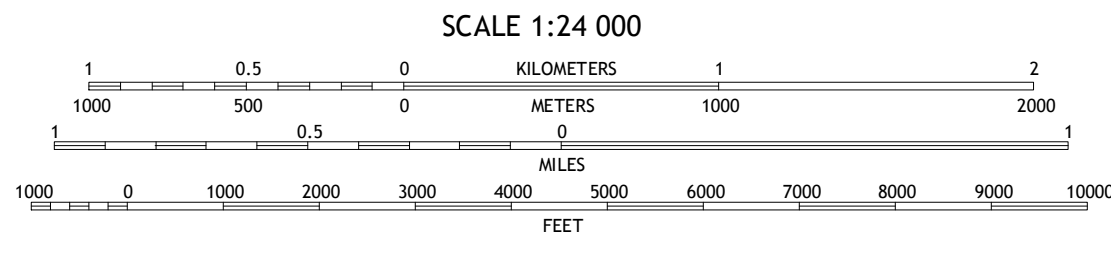 SCALE 1:24 000
1 0.5 0 KILOMETERS 1 2
1000 500 0 METERS 1000 2000
1 0.5 0 1
MILES
1000 0 1000 2000 3000 4000 5000 6000 7000 8000 9000 10000
FEET